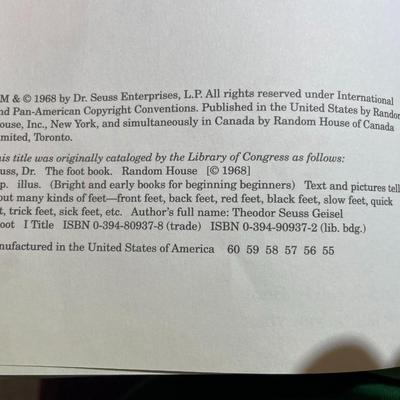 M & © 1968 by Dr. Seuss Enterprises, L.P. All rights reserved under International
nd Pan-American Copyright Conventions. Published in the United States by Random
ouse, Inc., New York, and simultaneously in Canada by Random House of Canada
imited, Toronto.
his title was originally cataloged by the Library of Congress as follows:
uss, Dr. The foot book. Random House [© 1968]
p. illus. (Bright and early books for beginning beginners) Text and pictures tell
out many kinds of feet—front feet, back feet, red feet, black feet, slow feet, quick
t, trick feet, sick feet, etc. Author's full name: Theodor Seuss Geisel
oot I Title ISBN 0-394-80937-8 (trade) ISBN 0-394-90937-2 (lib. bdg.)
nufactured in the United States of America 60 59 58 57 56 55